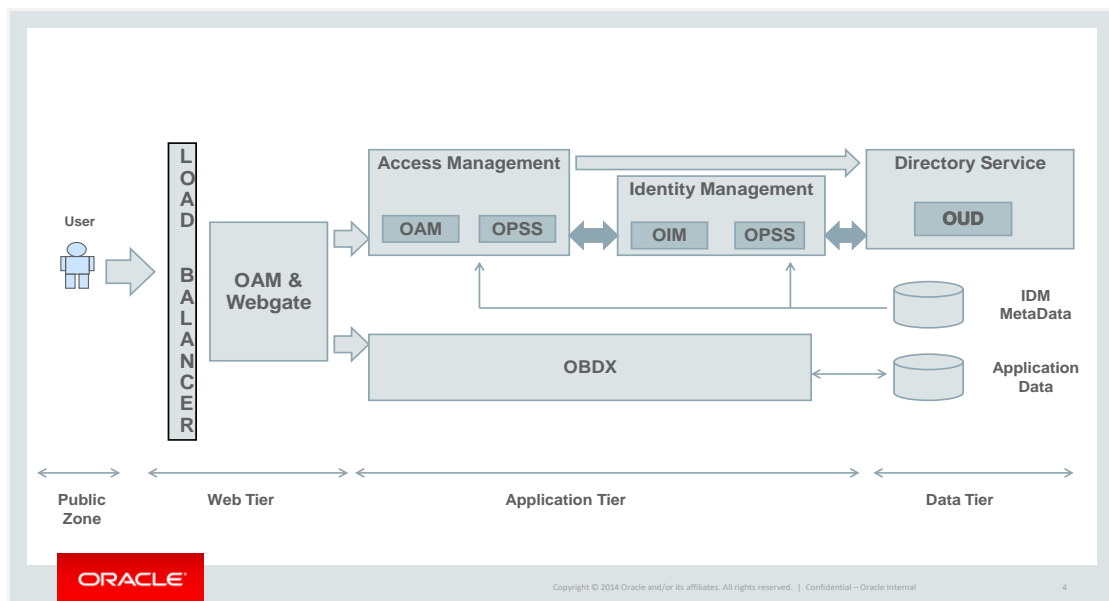 User
LOAD BALANCER
OAM &
Webgate
Access Management
OAM
OPSS
Identity Management
OIM
OPSS
Directory Service
OUD
IDM
MetaData
OBDX
Application
Data
Public
Zone
Web Tier
Application Tier
Data Tier
ORACLE®
Copyright © 2014 Oracle and/or its affiliates. All rights reserved. | Confidential – Oracle Internal
4